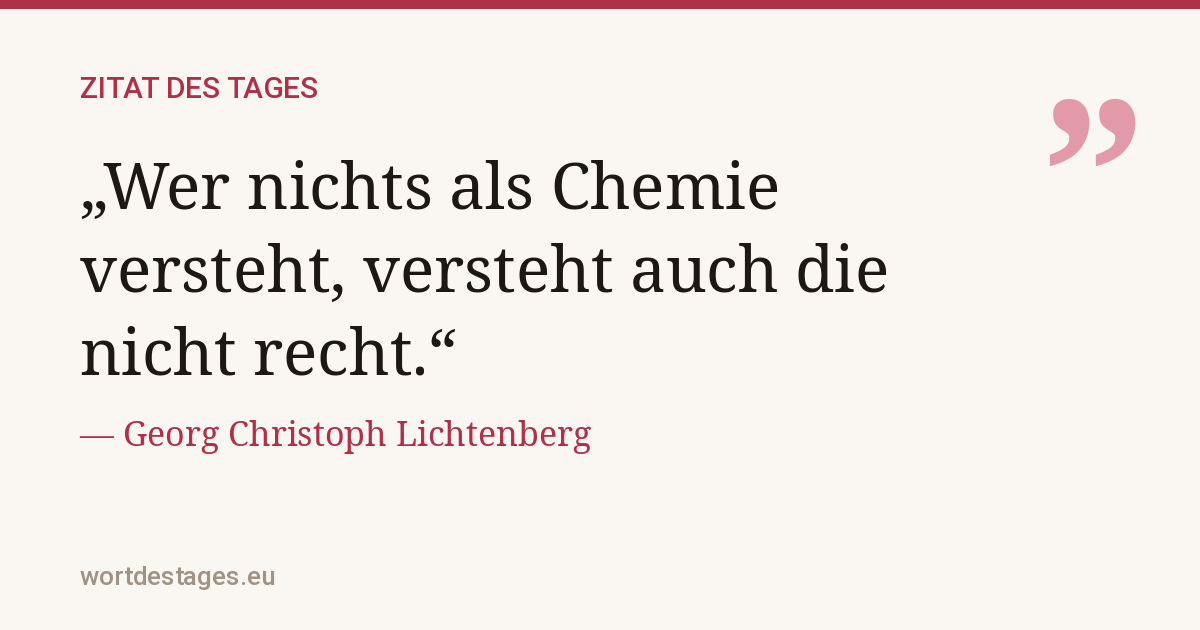 ZITAT DES TAGES
”
„Wer nichts als Chemie
versteht, versteht auch die
nicht recht.“
— Georg Christoph Lichtenberg
wortdestages.eu